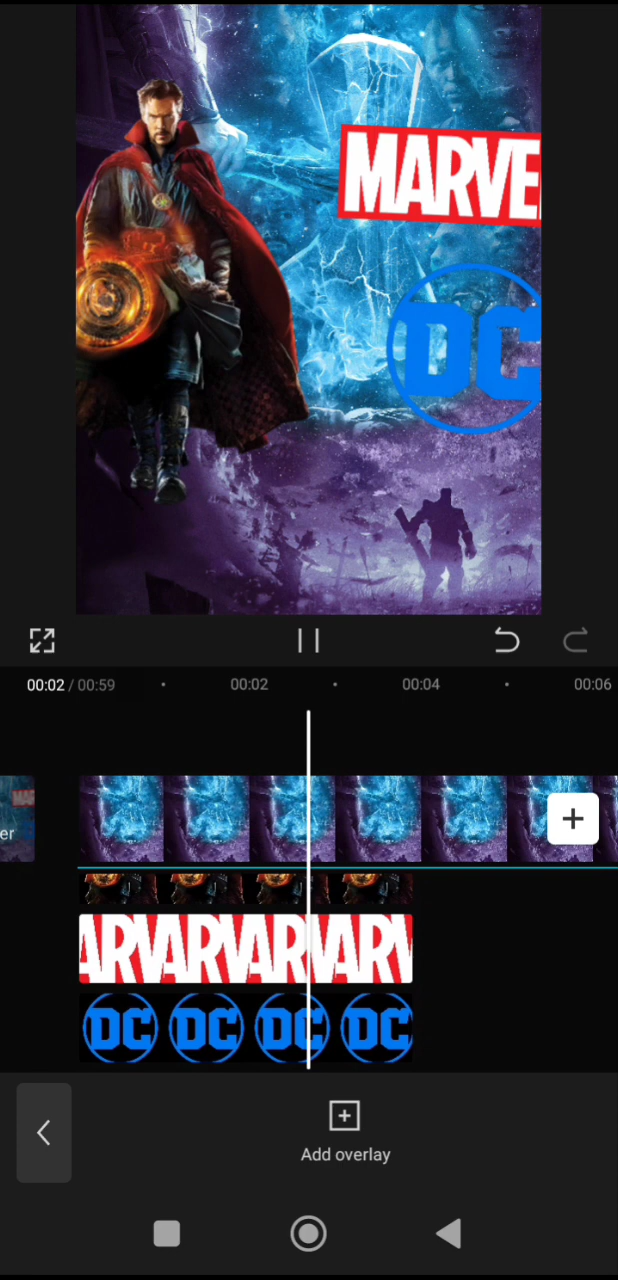 MARVE
DC
00:02 / 00:59
00:02
00:04
00:06
er
ARVARVARVARV
DC DC DC DC
Add overlay